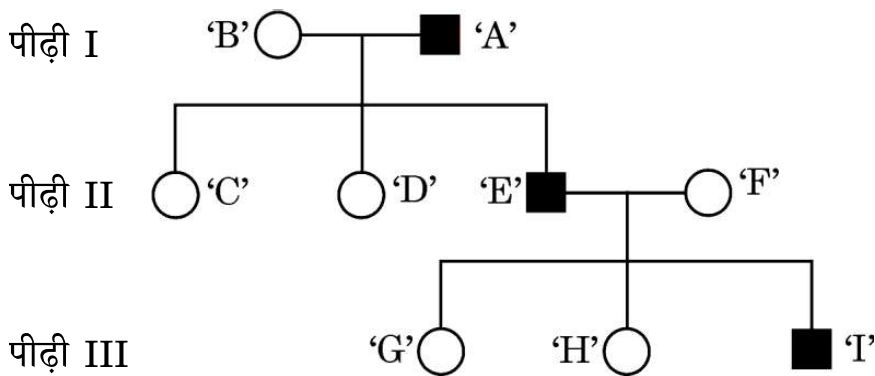 पीढ़ी I ‘B’ ‘A’
पीढ़ी II ‘C’ ‘D’ ‘E’ ‘F’
पीढ़ी III ‘G’ ‘H’ ‘I’